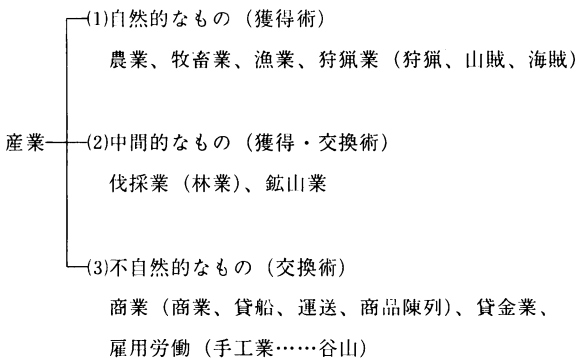 (1)自然的なもの（獲得術）
農業、牧畜業、漁業、狩猟業（狩猟、山賊、海賊）
産業
(2)中間的なもの（獲得・交換術）
伐採業（林業）、鉱山業
(3)不自然的なもの（交換術）
商業（商業、貸船、運送、商品陳列）、貸金業、
雇用労働（手工業……谷山）